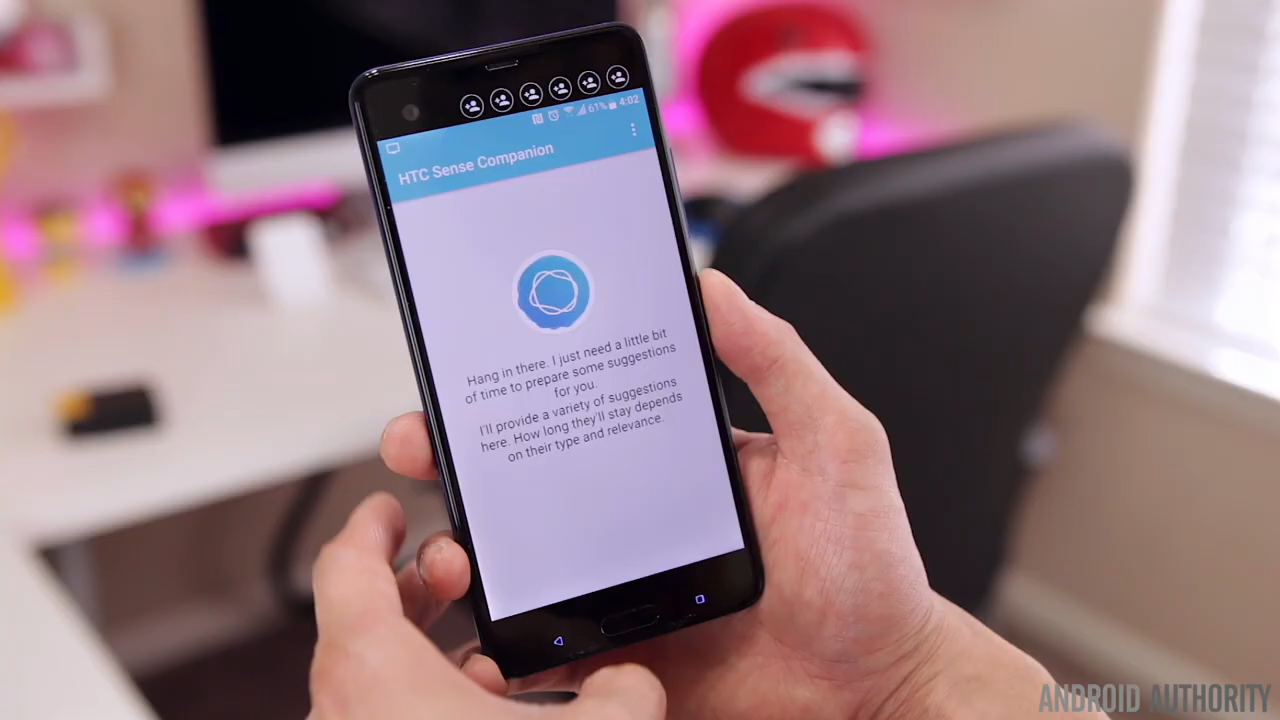 61% 4:02
HTC Sense Companion
Hang in there. I just need a little bit
of time to prepare some suggestions
for you.
I'll provide a variety of suggestions
here. How long they'll stay depends
on their type and relevance.
ANDROID AUTHORITY